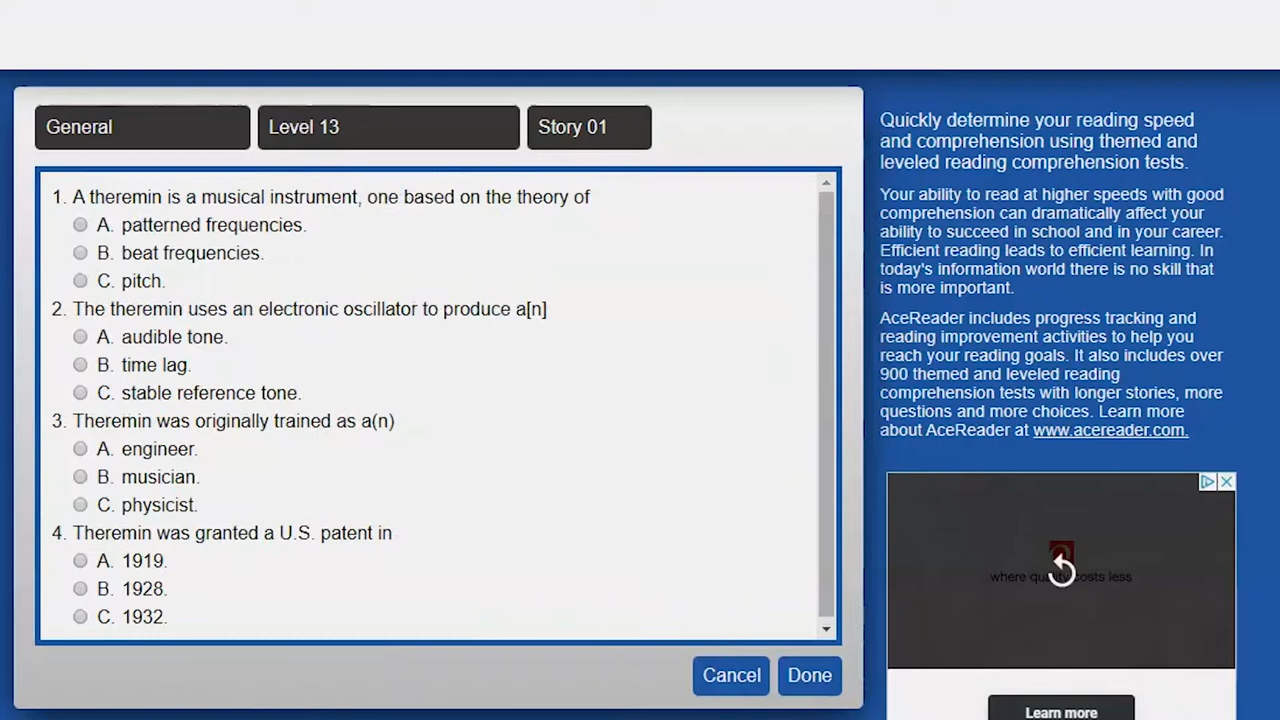 General
Level 13
Story 01
1. A theremin is a musical instrument, one based on the theory of
A. patterned frequencies.
B. beat frequencies.
C. pitch.
2. The theremin uses an electronic oscillator to produce a[n]
A. audible tone.
B. time lag.
C. stable reference tone.
3. Theremin was originally trained as a(n)
A. engineer.
B. musician.
C. physicist.
4. Theremin was granted a U.S. patent in
A. 1919.
B. 1928.
C. 1932.
Cancel
Done
Quickly determine your reading speed
and comprehension using themed and
leveled reading comprehension tests.
Your ability to read at higher speeds with good
comprehension can dramatically affect your
ability to succeed in school and in your career.
Efficient reading leads to efficient learning. In
today's information world there is no skill that
is more important.
AceReader includes progress tracking and
reading improvement activities to help you
reach your reading goals. It also includes over
900 themed and leveled reading
comprehension tests with longer stories, more
questions and more choices. Learn more
about AceReader at www.acereader.com.
where quality costs less
Learn more